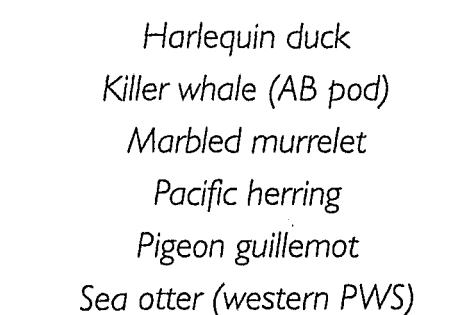 Harlequin duck
Killer whale (AB pod)
Marbled murrelet
Pacific herring
Pigeon guillemot
Sea otter (western PWS)